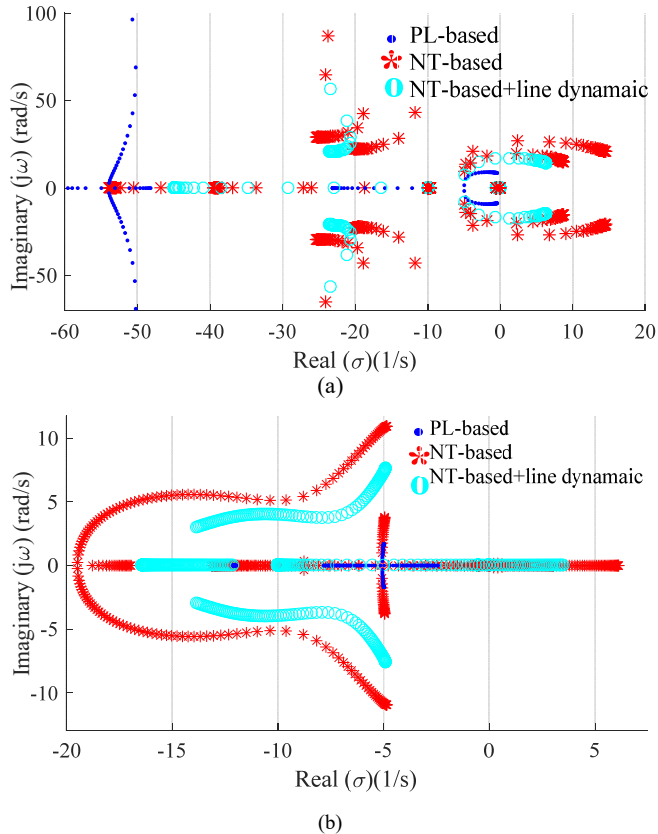 100
50
0
-50
-60 -50 -40 -30 -20 -10 0 10 20
Imaginary (jω) (rad/s)
Real (σ)(1/s)
PL-based
NT-based
NT-based+line dynamaic
(a)
10
5
0
-5
-10
-20 -15 -10 -5 0 5
Imaginary (jω) (rad/s)
Real (σ)(1/s)
PL-based
NT-based
NT-based+line dynamaic
(b)